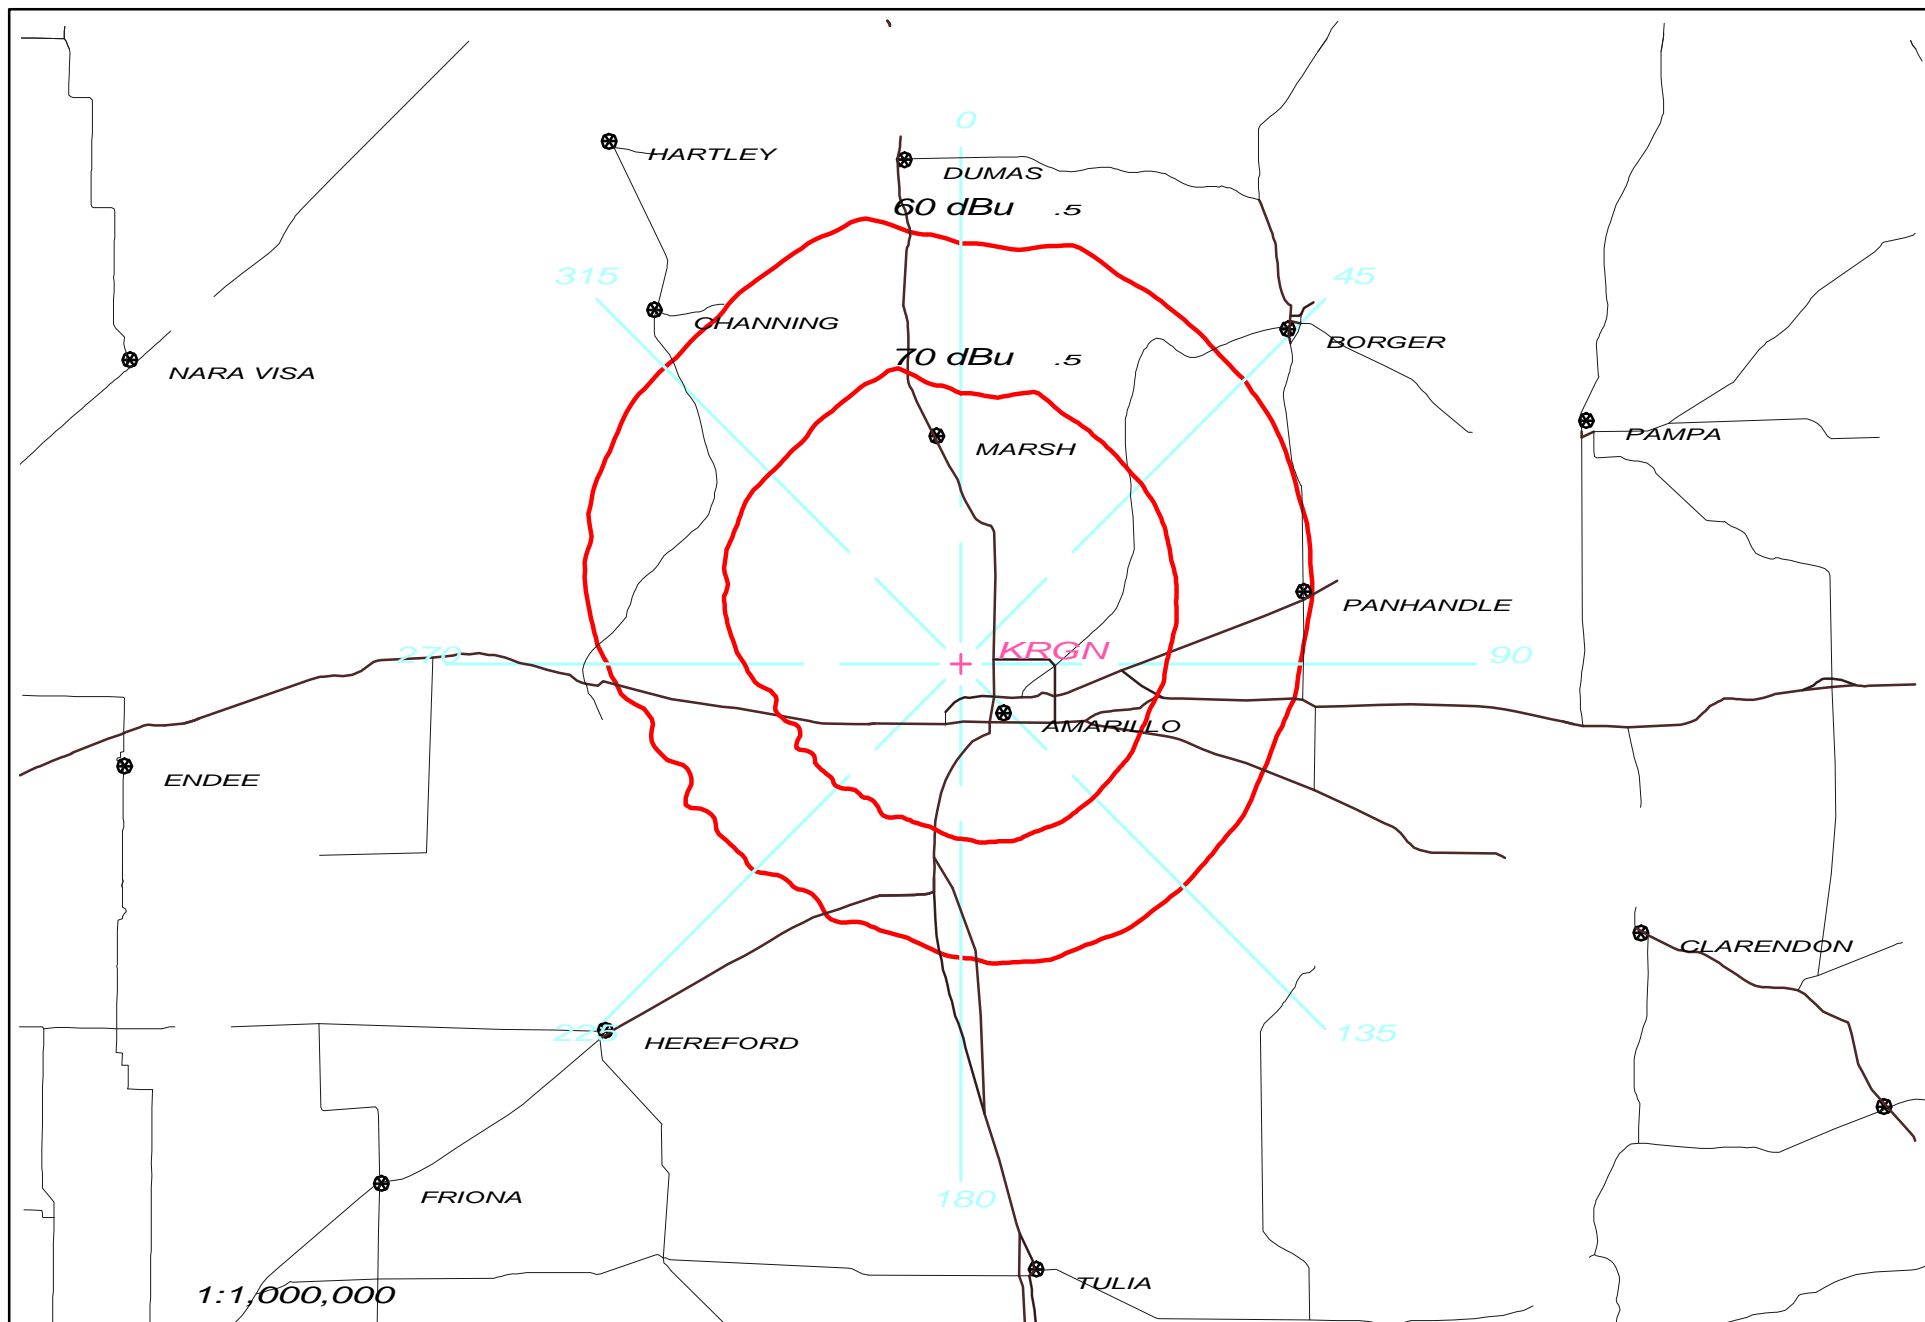 0
HARTLEY
DUMAS
60 dBu .5
315
45
CHANNING
BORGER
70 dBu .5
NARA VISA
PAMPA
MARSH
PANHANDLE
KRGN
270
90
AMARILLO
ENDEE
CLARENDON
225
HEREFORD
135
FRIONA
180
TULIA
1:1,000,000